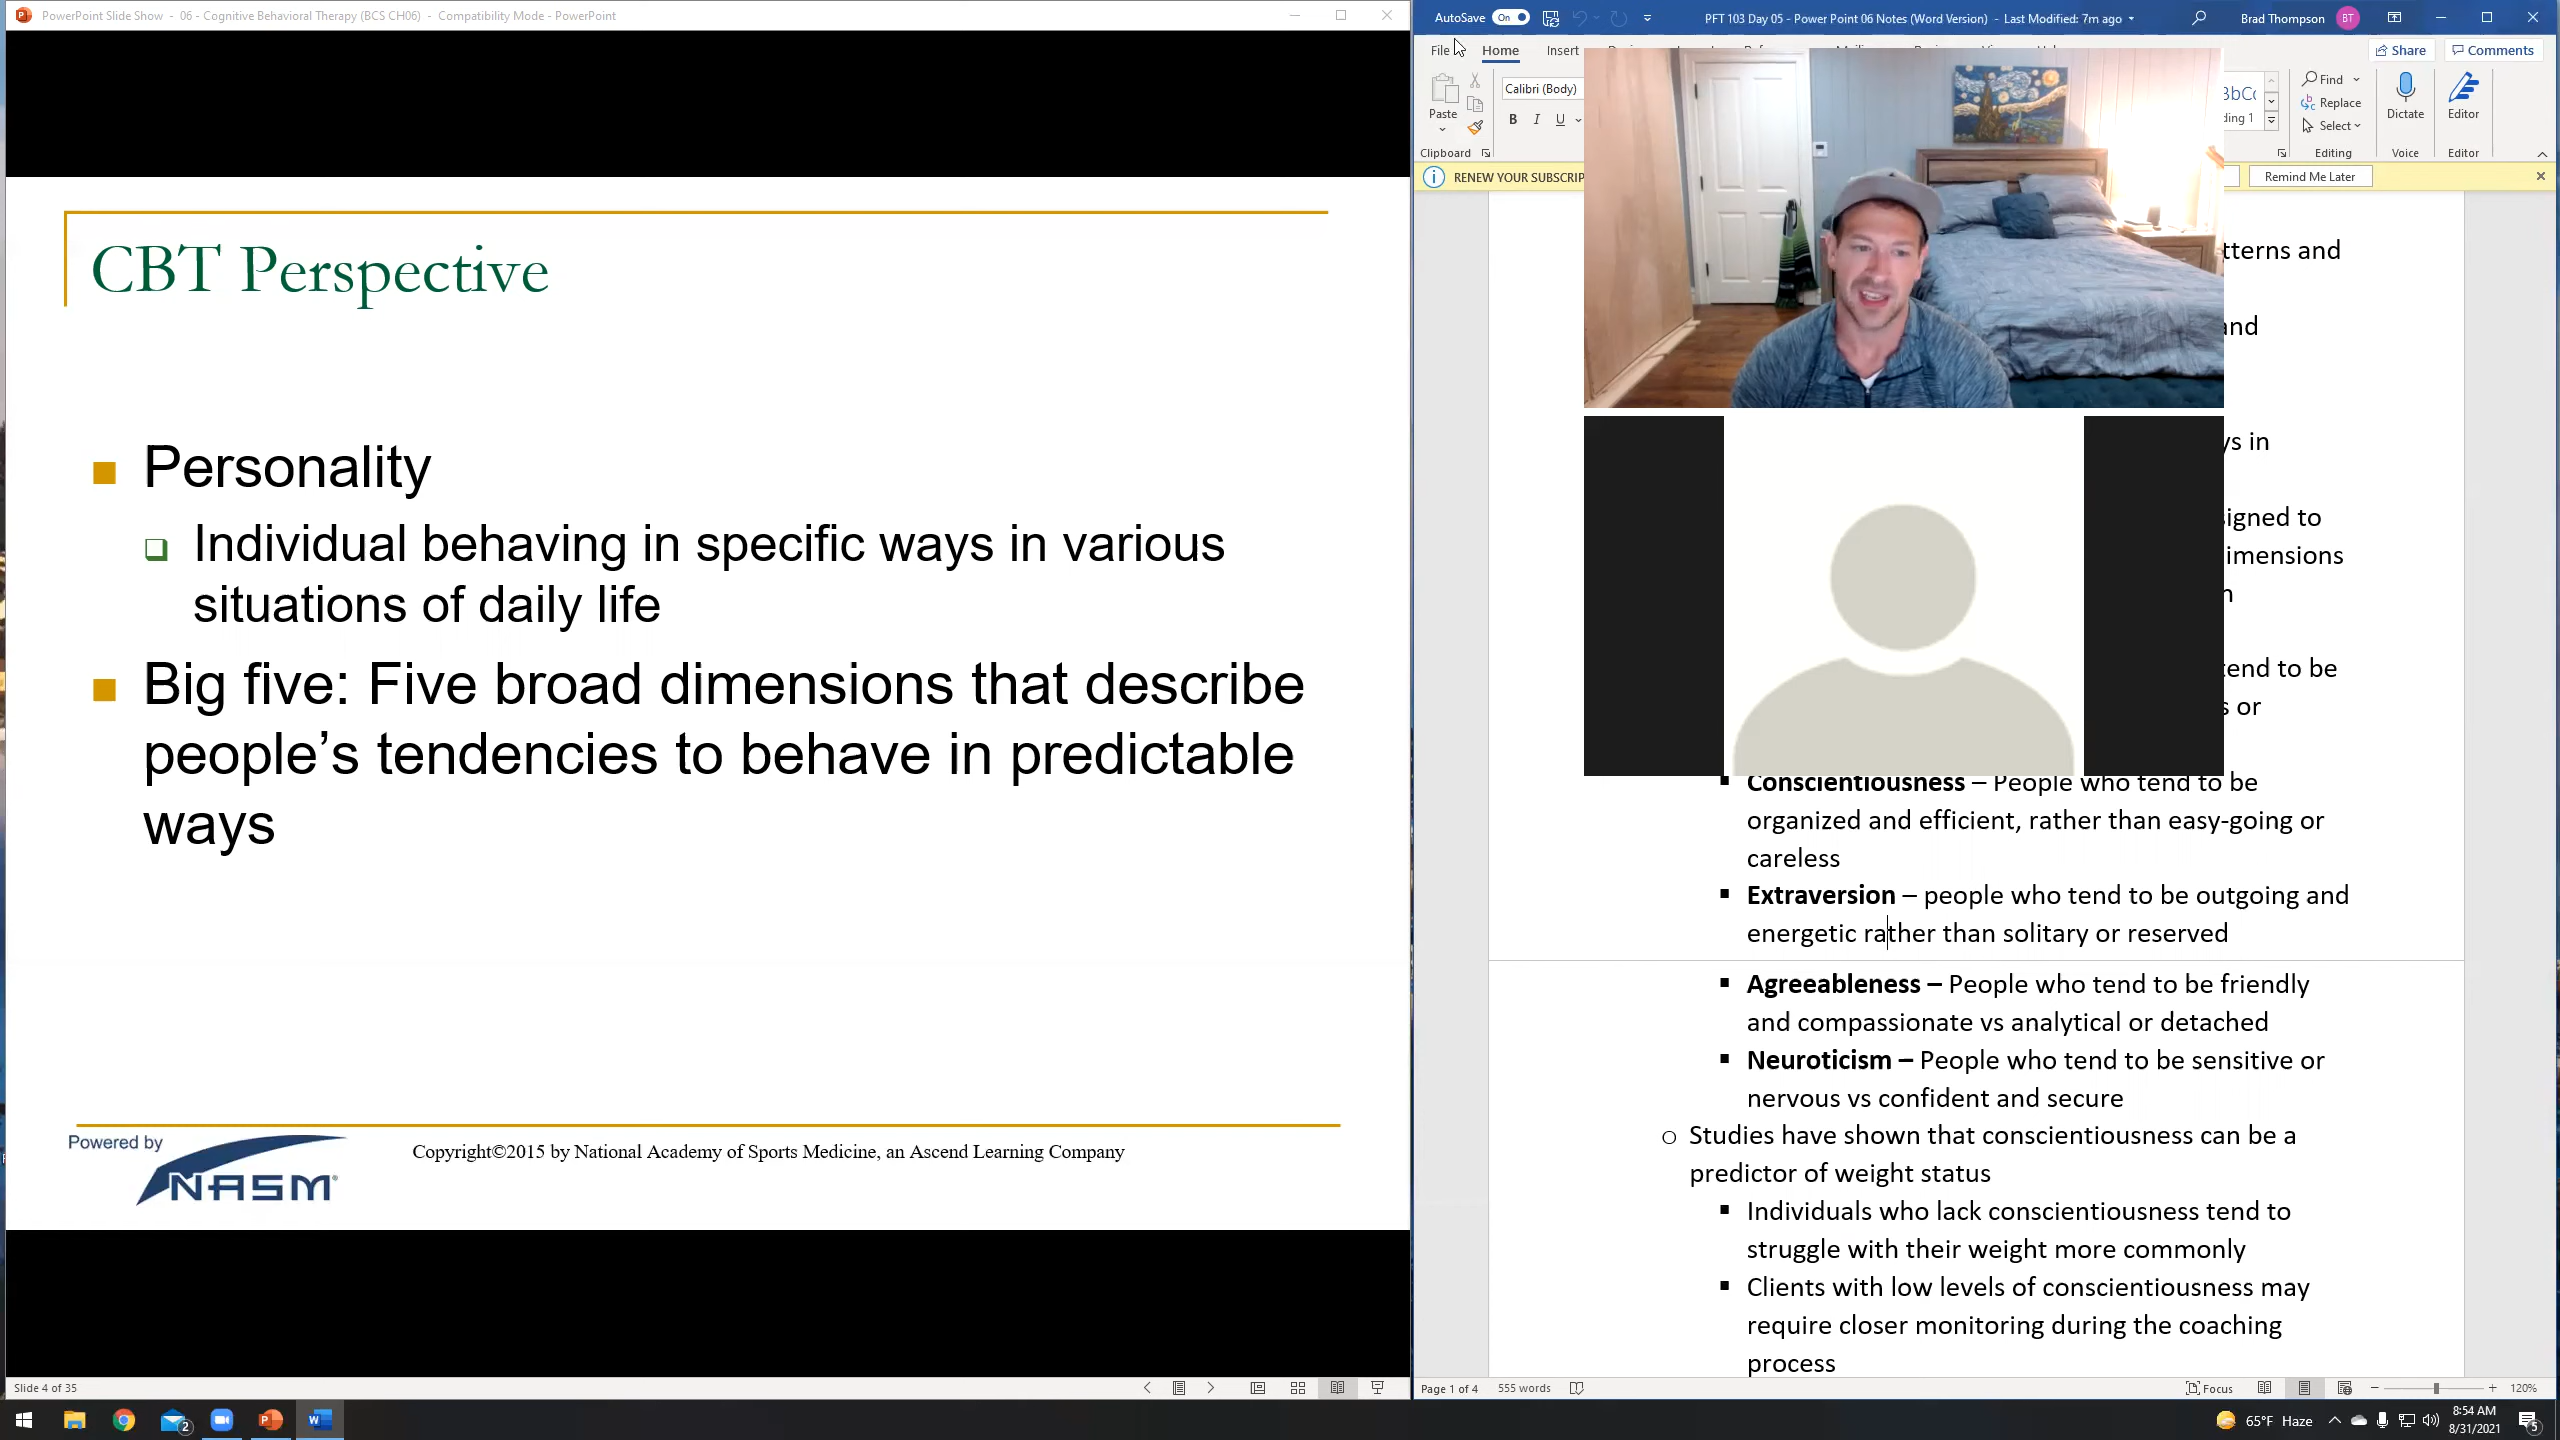 PowerPoint Slide Show - 06 - Cognitive Behavioral Therapy (BCS CH06) - Compatibility Mode - PowerPoint
CBT Perspective
Personality
Individual behaving in specific ways in various
situations of daily life
Big five: Five broad dimensions that describe
people's tendencies to behave in predictable
ways
Powered by
NASM
Copyright©2015 by National Academy of Sports Medicine, an Ascend Learning Company
Slide 4 of 35
AutoSave On
PFT 103 Day 05 - Power Point 06 Notes (Word Version) - Last Modified: 7m ago
Brad Thompson BT
File Home Insert
Share Comments
Calibri (Body)
Paste
B I U
Clipboard
ding 1
Find
Replace
Select
Editing
Dictate
Voice
Editor
Editor
RENEW YOUR SUBSCRIP
Remind Me Later
tterns and
and
ys in
signed to
imensions
n
tend to be
s or
Conscientiousness – People who tend to be
organized and efficient, rather than easy-going or
careless
Extraversion – people who tend to be outgoing and
energetic rather than solitary or reserved
Agreeableness – People who tend to be friendly
and compassionate vs analytical or detached
Neuroticism – People who tend to be sensitive or
nervous vs confident and secure
Studies have shown that conscientiousness can be a
predictor of weight status
Individuals who lack conscientiousness tend to
struggle with their weight more commonly
Clients with low levels of conscientiousness may
require closer monitoring during the coaching
process
Page 1 of 4 555 words
Focus
120%
2
65°F Haze
8:54 AM
8/31/2021
5